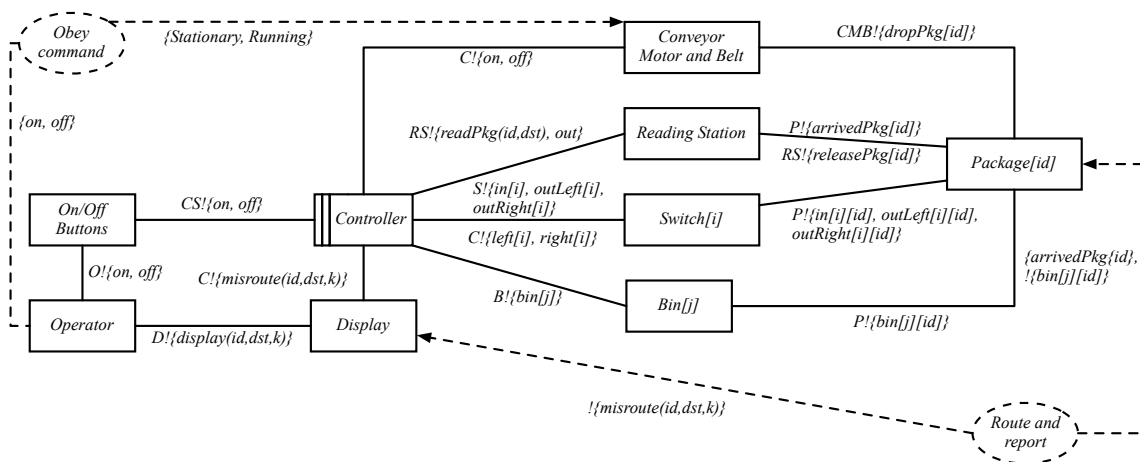 Obey
command
{Stationary, Running}
Conveyor
Motor and Belt
CMB!{dropPkg[id]}
C!{on, off}
{on, off}
RS!{readPkg(id,dst), out}
Reading Station
P!{arrivedPkg[id]}
RS!{releasePkg[id]}
Package[id]
On/Off
Buttons
CS!{on, off}
Controller
S!{in[i], outLeft[i],
outRight[i]}
C!{left[i], right[i]}
Switch[i]
P!{in[i][id], outLeft[i][id],
outRight[i][id]}
{arrivedPkg{id},
!{bin[j][id]}
O!{on, off}
C!{misroute(id,dst,k)}
B!{bin[j]}
Bin[j]
P!{bin[j][id]}
Operator
D!{display(id,dst,k)}
Display
!{misroute(id,dst,k)}
Route and
report